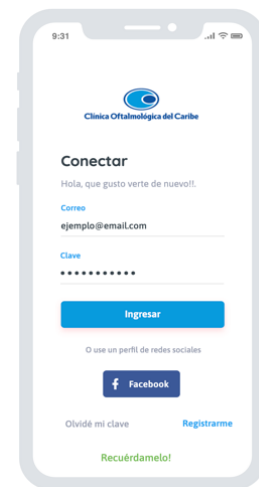 9:31
Clínica Oftalmológica del Caribe
Conectar
Hola, que gusto verte de nuevo!!.
Correo
ejemplo@email.com
Clave
Ingresar
O use un perfil de redes sociales
f Facebook
Olvidé mi clave Registrarme
Recuérdamelo!